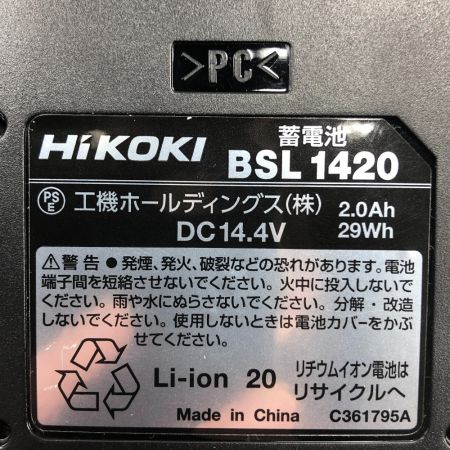 >PC<
HiKOKI
蓄電池
BSL 1420
PS
E
工機ホールディングス(株)
2.0Ah
DC14.4V
29Wh
⚠警告 ● 発煙、発火、破裂などの恐れがあります。電池
端子間を短絡させないでください。火中に投入しない
でください。雨や水にぬらさないでください。分解・改造
しないでください。使用しないときは電池カバーをかぶ
せてください。
Li-ion 20
リチウムイオン電池は
リサイクルへ
Made in China
C361795A